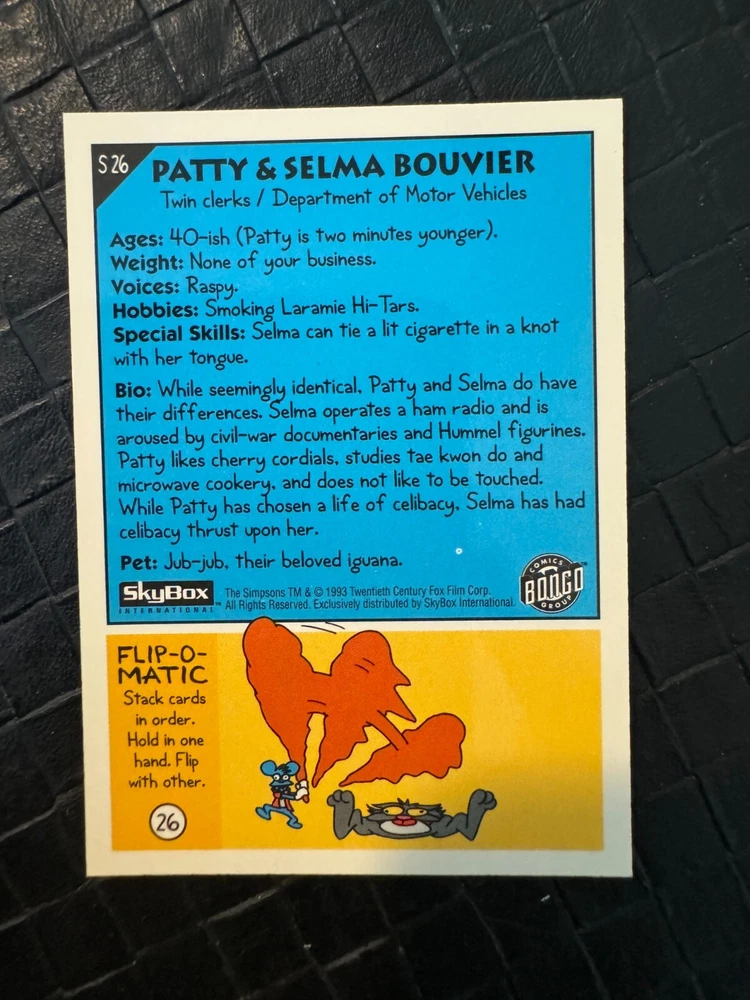 S 26
PATTY & SELMA BOUVIER
Twin clerks / Department of Motor Vehicles
Ages: 40-ish (Patty is two minutes younger).
Weight: None of your business.
Voices: Raspy.
Hobbies: Smoking Laramie Hi-Tars.
Special Skills: Selma can tie a lit cigarette in a knot
with her tongue.
Bio: While seemingly identical, Patty and Selma do have
their differences. Selma operates a ham radio and is
aroused by civil-war documentaries and Hummel figurines.
Patty likes cherry cordials, studies tae kwon do and
microwave cookery, and does not like to be touched.
While Patty has chosen a life of celibacy, Selma has had
celibacy thrust upon her.
Pet: Jub-jub, their beloved iguana.
SkyBox
INTERNATIONAL™
The Simpsons TM & © 1993 Twentieth Century Fox Film Corp.
All Rights Reserved. Exclusively distributed by SkyBox International.
COMICS
BONGO™
GROUP
FLIP-O-
MATIC
Stack cards
in order.
Hold in one
hand. Flip
with other.
26